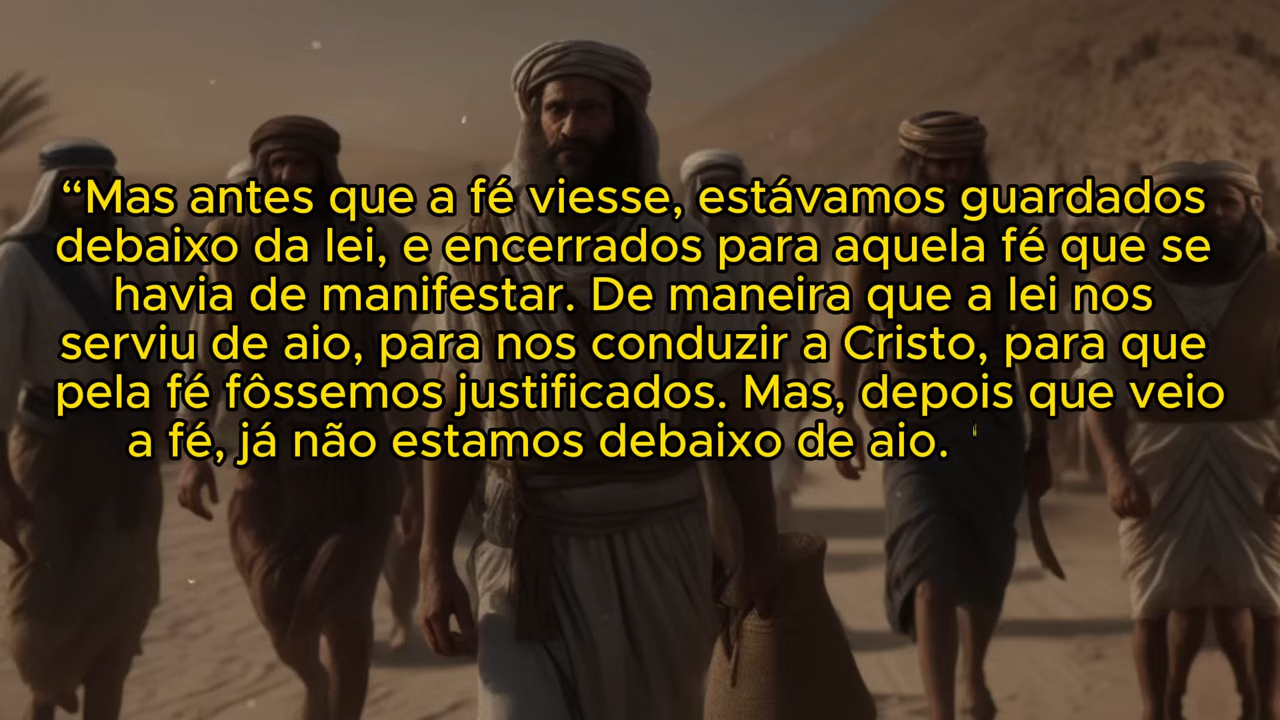 “Mas antes que a fé viesse, estávamos guardados
debaixo da lei, e encerrados para aquela fé que se
havia de manifestar. De maneira que a lei nos
serviu de aio, para nos conduzir a Cristo, para que
pela fé fôssemos justificados. Mas, depois que veio
a fé, já não estamos debaixo de aio.